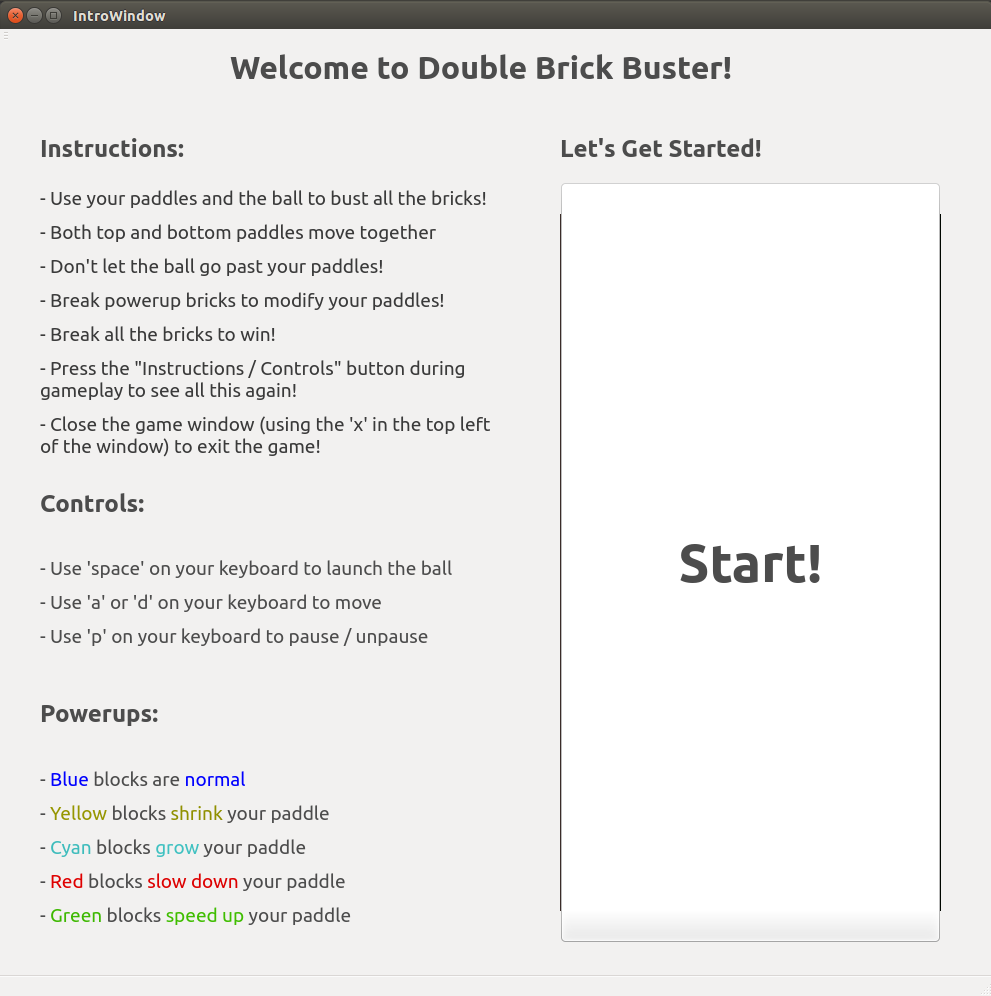 IntroWindow
Welcome to Double Brick Buster!
Instructions:
- Use your paddles and the ball to bust all the bricks!
- Both top and bottom paddles move together
- Don't let the ball go past your paddles!
- Break powerup bricks to modify your paddles!
- Break all the bricks to win!
- Press the "Instructions / Controls" button during
gameplay to see all this again!
- Close the game window (using the 'x' in the top left
of the window) to exit the game!
Controls:
- Use 'space' on your keyboard to launch the ball
- Use 'a' or 'd' on your keyboard to move
- Use 'p' on your keyboard to pause / unpause
Powerups:
- Blue blocks are normal
- Yellow blocks shrink your paddle
- Cyan blocks grow your paddle
- Red blocks slow down your paddle
- Green blocks speed up your paddle
Let's Get Started!
Start!